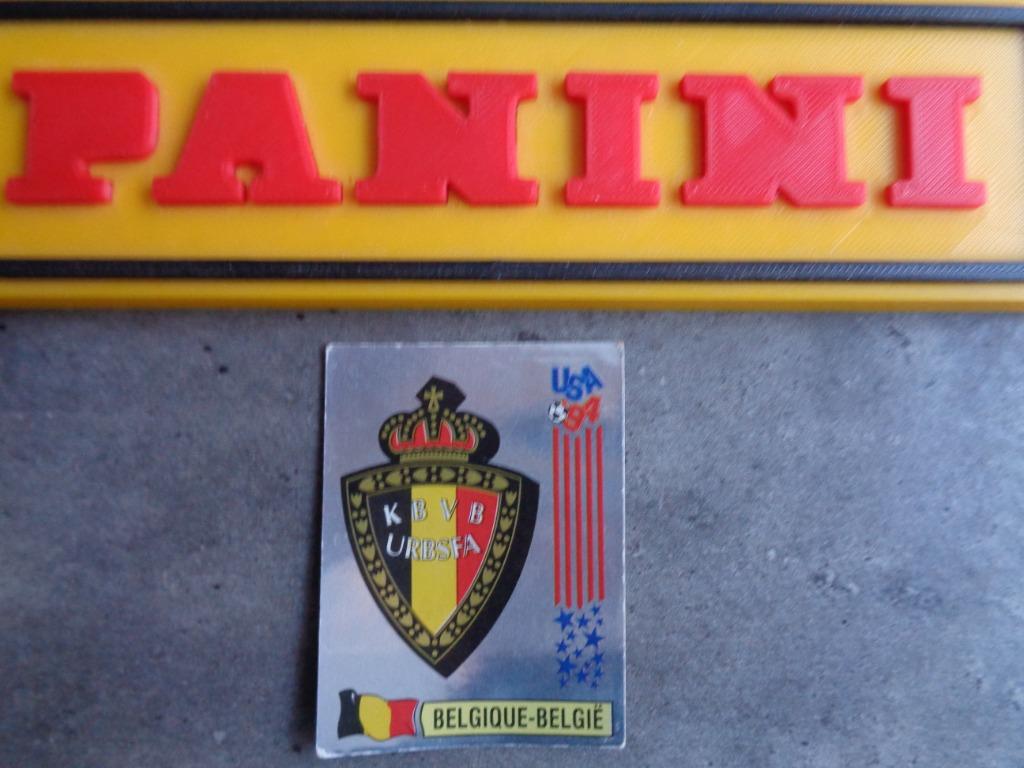 PANINI
USA
94
K B V B
URBSFA
BELGIQUE-BELGIË